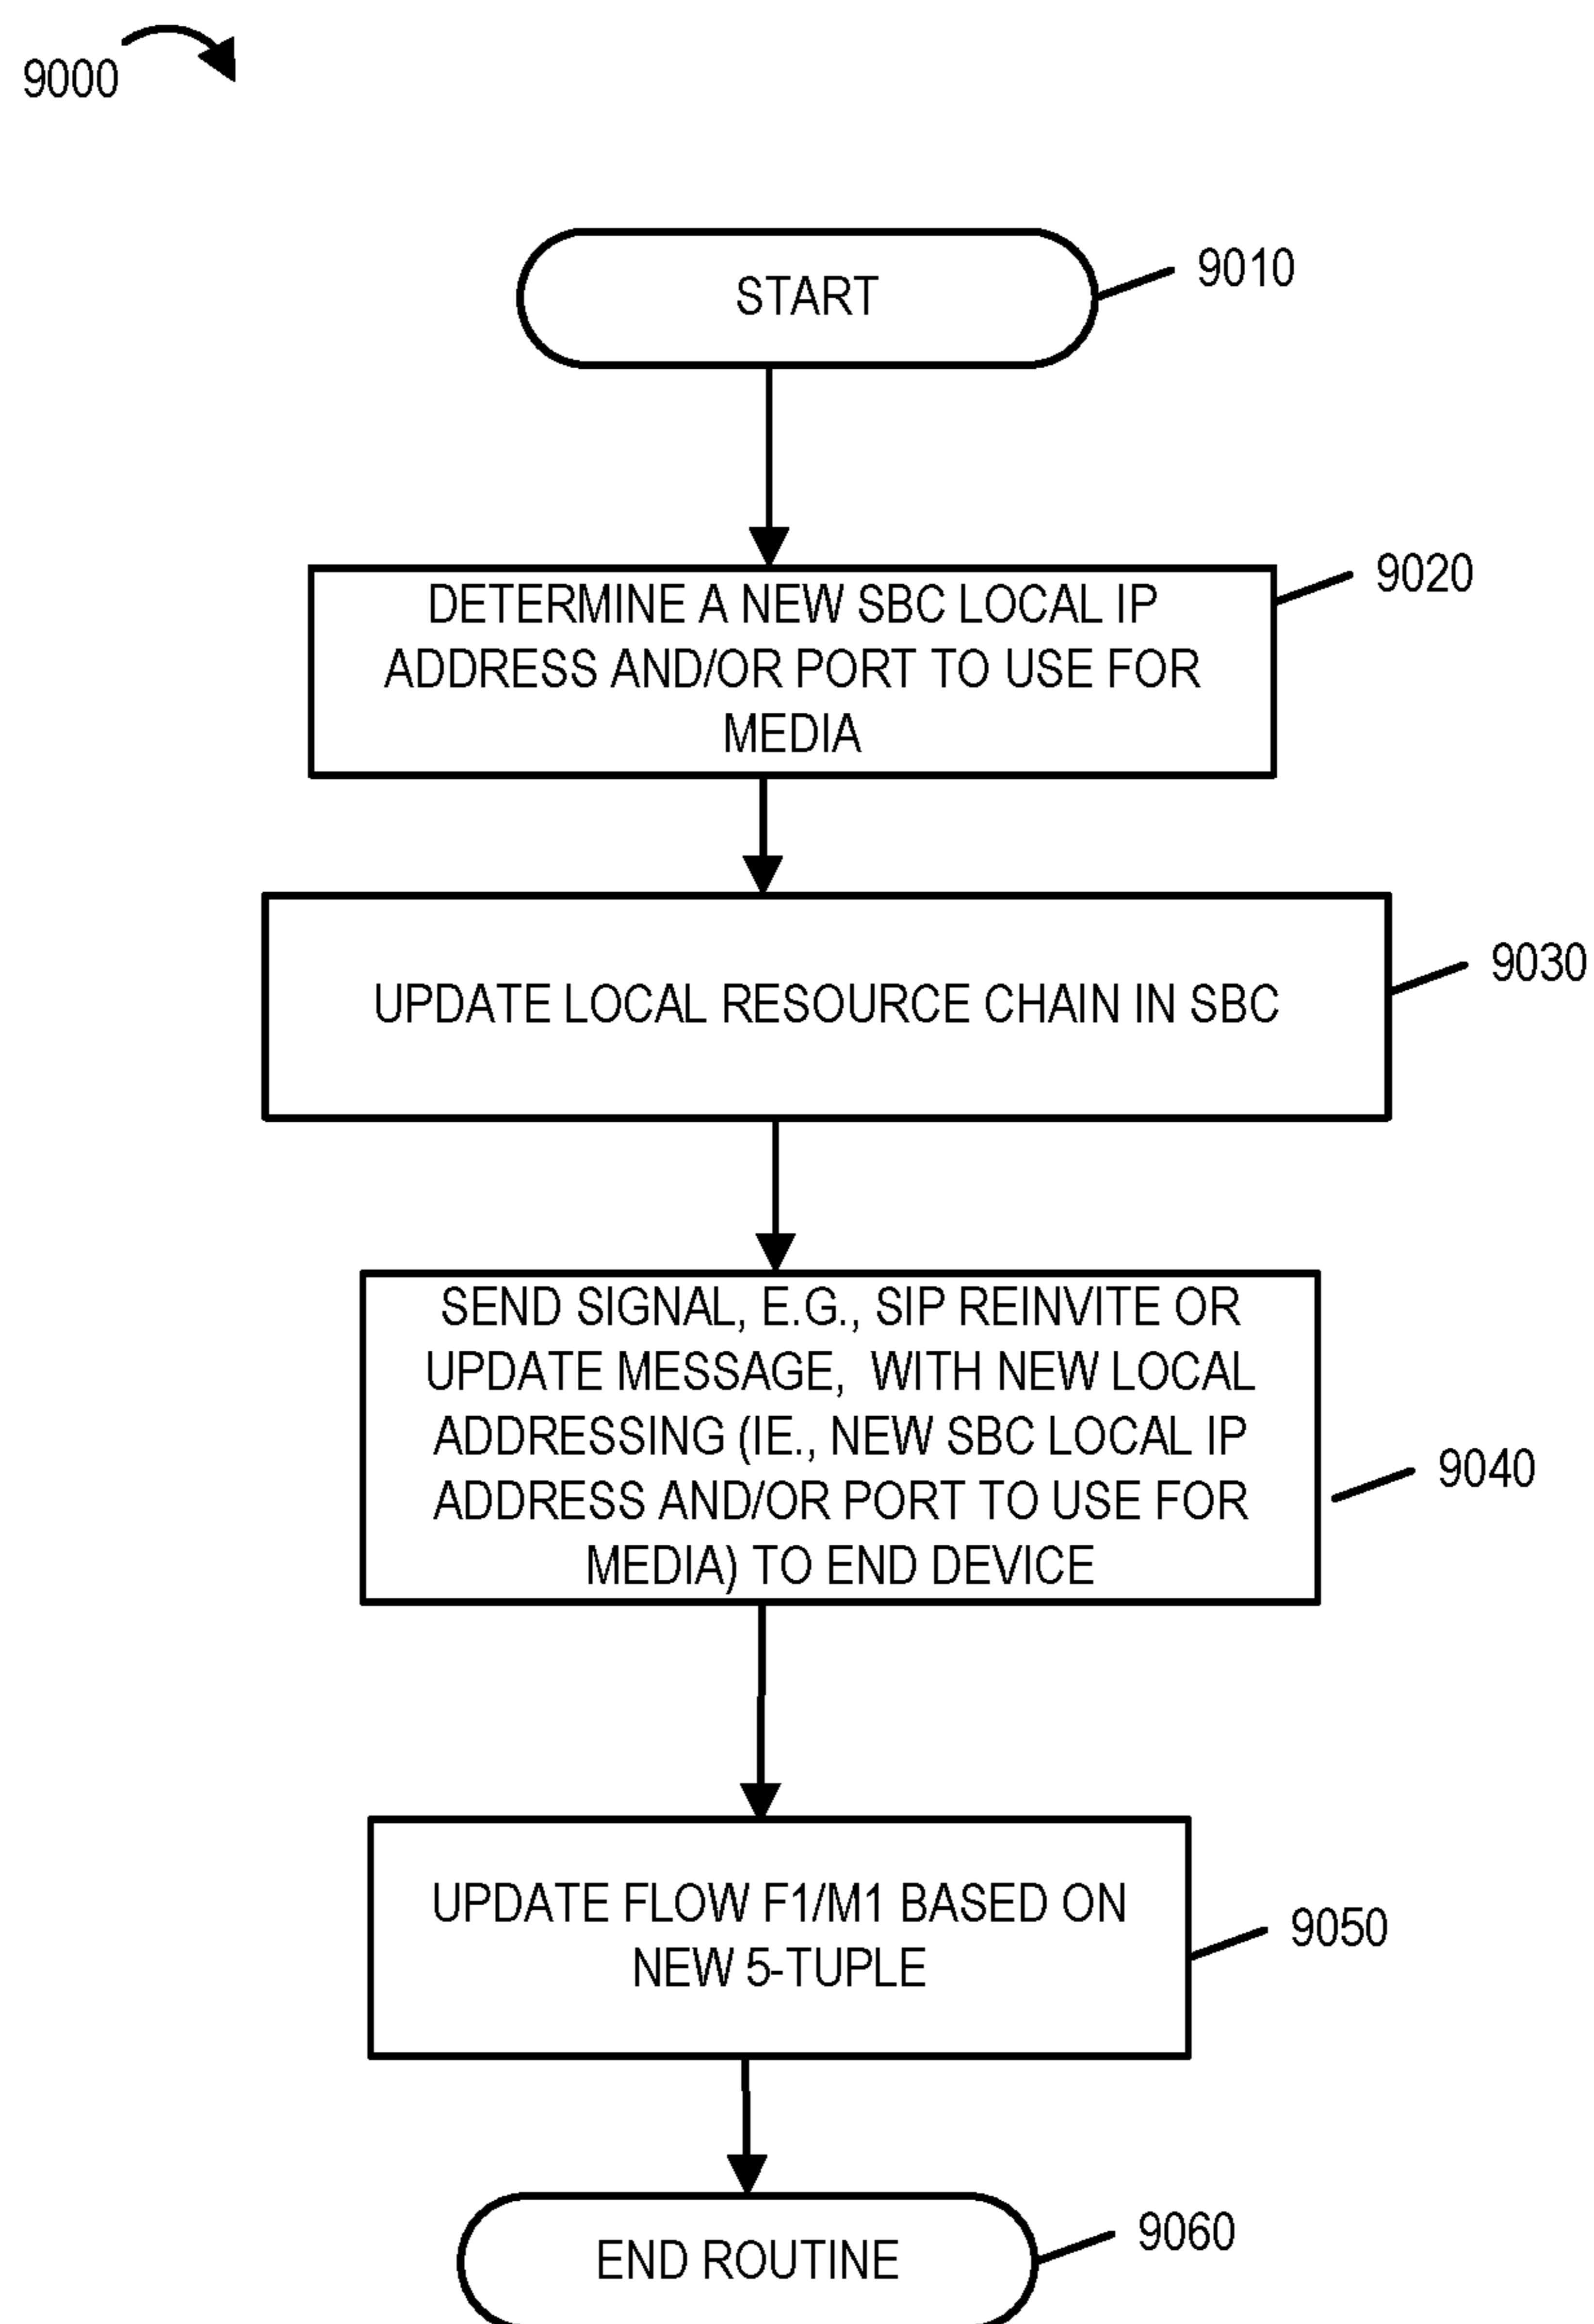 9000
START
9010
DETERMINE A NEW SBC LOCAL IP
ADDRESS AND/OR PORT TO USE FOR
MEDIA
9020
UPDATE LOCAL RESOURCE CHAIN IN SBC
9030
SEND SIGNAL, E.G., SIP REINVITE OR
UPDATE MESSAGE, WITH NEW LOCAL
ADDRESSING (IE., NEW SBC LOCAL IP
ADDRESS AND/OR PORT TO USE FOR
MEDIA) TO END DEVICE
9040
UPDATE FLOW F1/M1 BASED ON
NEW 5-TUPLE
9050
END ROUTINE
9060